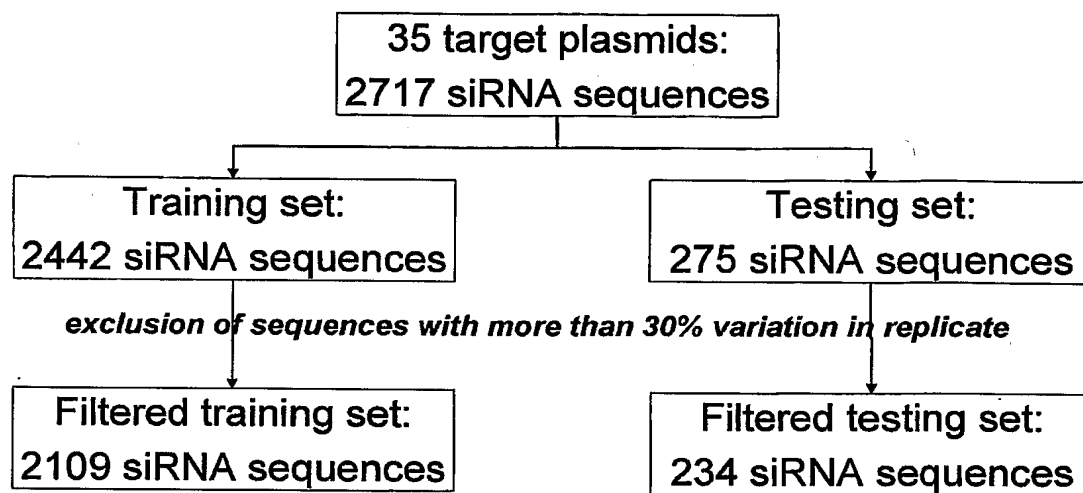 35 target plasmids:
2717 siRNA sequences
Training set:
2442 siRNA sequences
Testing set:
275 siRNA sequences
exclusion of sequences with more than 30% variation in replicate
Filtered training set:
2109 siRNA sequences
Filtered testing set:
234 siRNA sequences